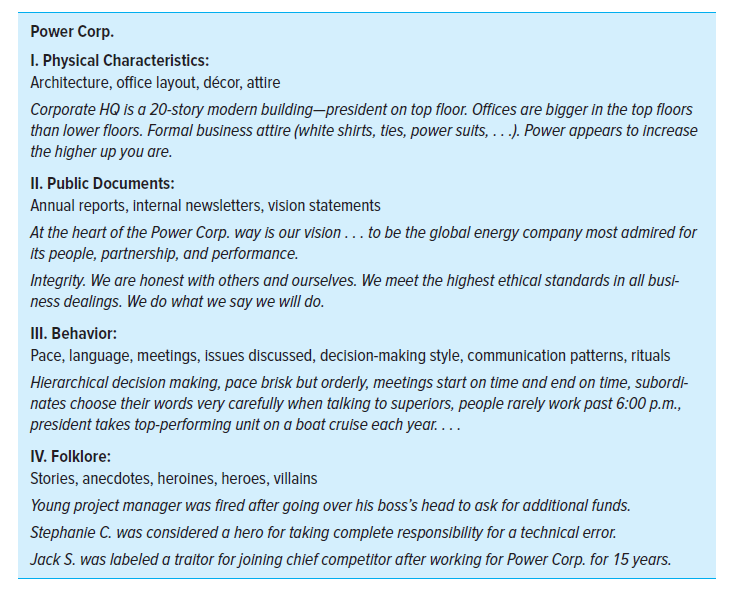 Power Corp.
I. Physical Characteristics:
Architecture, office layout, décor, attire
Corporate HQ is a 20-story modern building—president on top floor. Offices are bigger in the top floors
than lower floors. Formal business attire (white shirts, ties, power suits, . . .). Power appears to increase
the higher up you are.
II. Public Documents:
Annual reports, internal newsletters, vision statements
At the heart of the Power Corp. way is our vision . . . to be the global energy company most admired for
its people, partnership, and performance.
Integrity. We are honest with others and ourselves. We meet the highest ethical standards in all busi-
ness dealings. We do what we say we will do.
III. Behavior:
Pace, language, meetings, issues discussed, decision-making style, communication patterns, rituals
Hierarchical decision making, pace brisk but orderly, meetings start on time and end on time, subordi-
nates choose their words very carefully when talking to superiors, people rarely work past 6:00 p.m.,
president takes top-performing unit on a boat cruise each year. . . .
IV. Folklore:
Stories, anecdotes, heroines, heroes, villains
Young project manager was fired after going over his boss’s head to ask for additional funds.
Stephanie C. was considered a hero for taking complete responsibility for a technical error.
Jack S. was labeled a traitor for joining chief competitor after working for Power Corp. for 15 years.